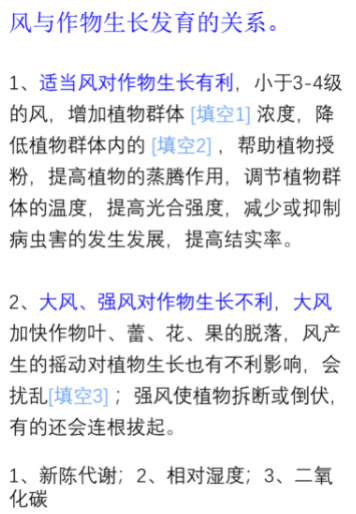 风与作物生长发育的关系。
1、适当风对作物生长有利，小于3-4级
的风，增加植物群体 [填空1] 浓度，降
低植物群体内的 [填空2] ，帮助植物授
粉，提高植物的蒸腾作用，调节植物群
体的温度，提高光合强度，减少或抑制
病虫害的发生发展，提高结实率。
2、大风、强风对作物生长不利，大风
加快作物叶、蕾、花、果的脱落，风产
生的摇动对植物生长也有不利影响，会
扰乱[填空3] ；强风使植物拆断或倒伏，
有的还会连根拔起。
1、新陈代谢；2、相对湿度；3、二氧
化碳